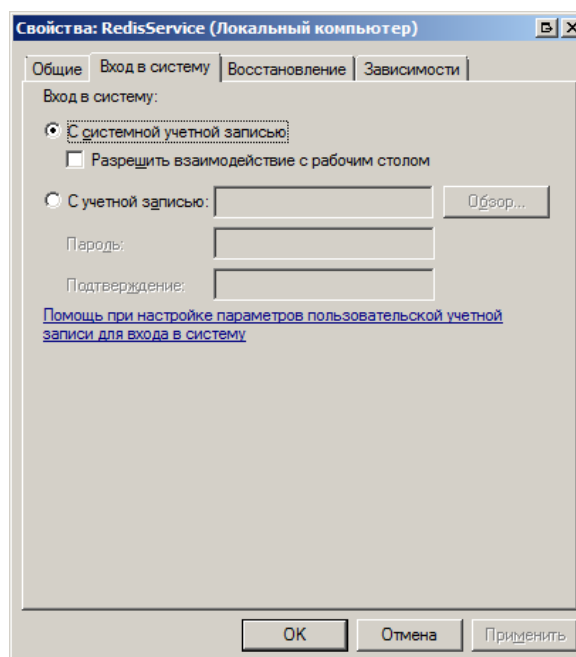 Свойства: RedisService (Локальный компьютер)
Общие Вход в систему Восстановление Зависимости
Вход в систему:
С системной учетной записью
Разрешить взаимодействие с рабочим столом
С учетной записью: Обзор...
Пароль:
Подтверждение:
Помощь при настройке параметров пользовательской учетной
записи для входа в систему
OK Отмена Применить